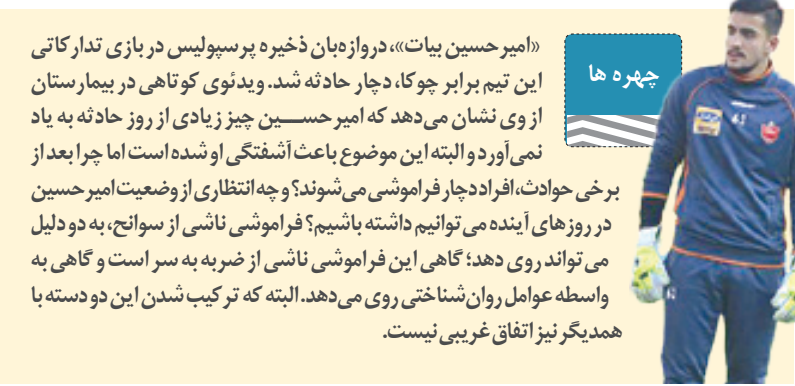 چهره ها
«امیرحسین بیات»، دروازه‌بان ذخیره پرسپولیس در بازی تدارکاتی
این تیم برابر چوکا، دچار حادثه شد. ویدئوی کوتاهی در بیمارستان
از وی نشان می‌دهد که امیرحســین چیز زیادی از روز حادثه به یاد
نمی‌آورد و البته این موضوع باعث آشفتگی او شده است اما چرا بعد از
برخی حوادث، افراد دچار فراموشی می‌شوند؟ و چه انتظاری از وضعیت امیرحسین
در روزهای آینده می‌توانیم داشته باشیم؟ فراموشی ناشی از سوانح، به دو دلیل
می‌تواند روی دهد؛ گاهی این فراموشی ناشی از ضربه به سر است و گاهی به
واسطه عوامل روان‌شناختی روی می‌دهد. البته که ترکیب شدن این دو دسته با
همدیگر نیز اتفاق غریبی نیست.